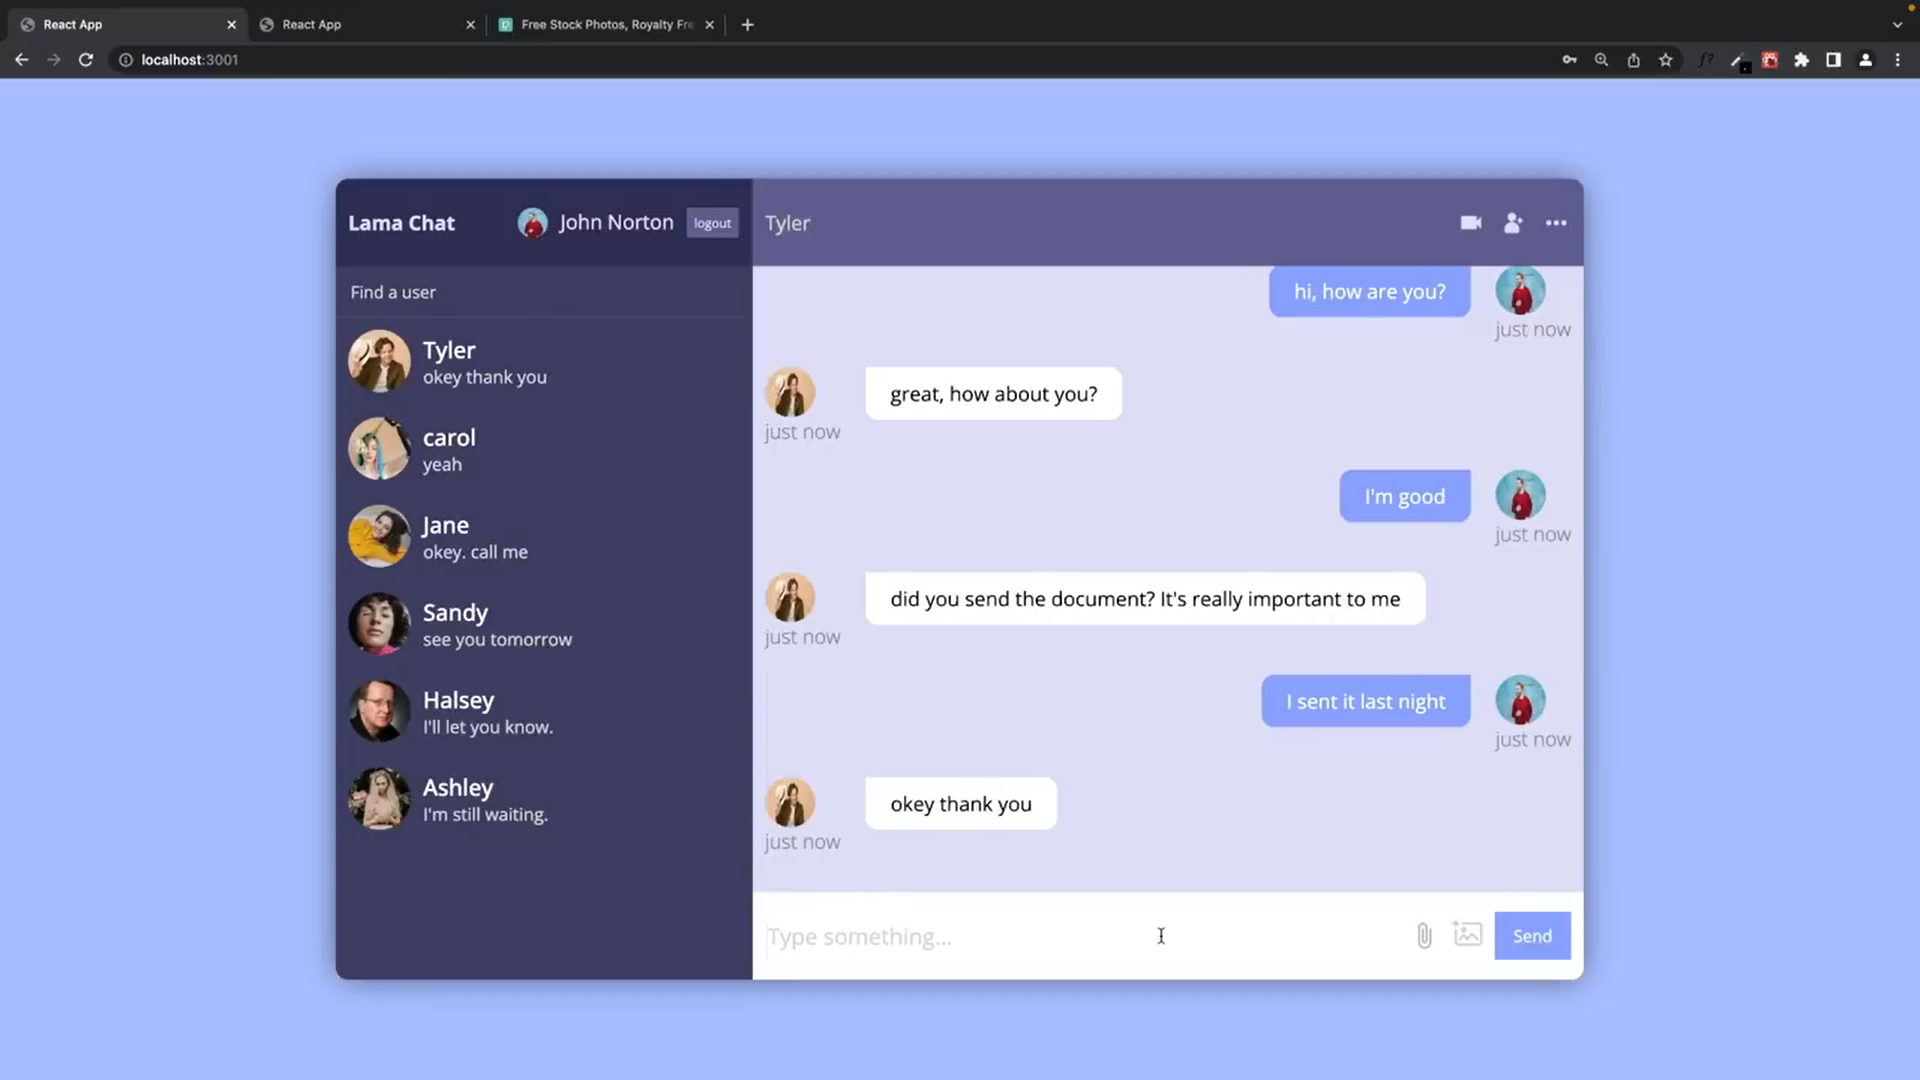 React App
React App
Free Stock Photos, Royalty Fre
localhost:3001
f?
Lama Chat
John Norton
logout
Find a user
Tyler
okey thank you
carol
yeah
Jane
okey. call me
Sandy
see you tomorrow
Halsey
I'll let you know.
Ashley
I'm still waiting.
Tyler
hi, how are you?
just now
great, how about you?
just now
I'm good
just now
did you send the document? It's really important to me
just now
I sent it last night
just now
okey thank you
just now
Type something...
Send